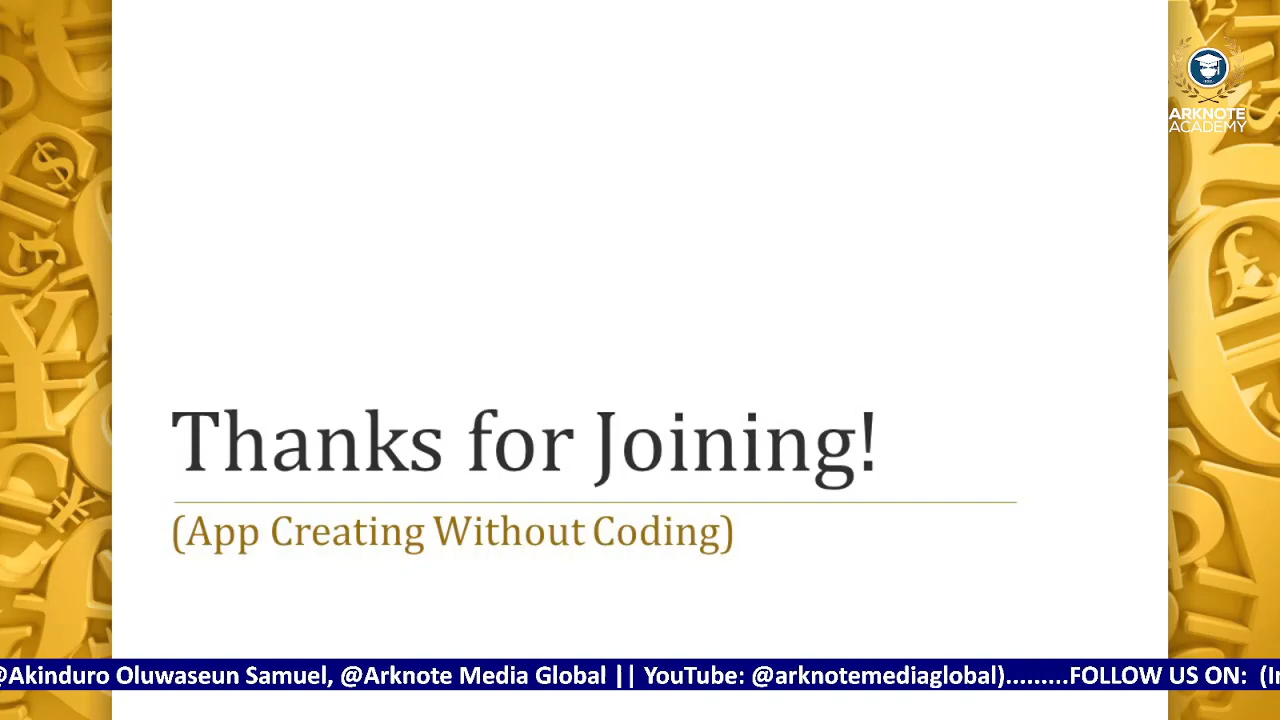 ARKNOTE
ACADEMY
Thanks for Joining!
(App Creating Without Coding)
@Akinduro Oluwaseun Samuel, @Arknote Media Global || YouTube: @arknotemediaglobal).........FOLLOW US ON: (In